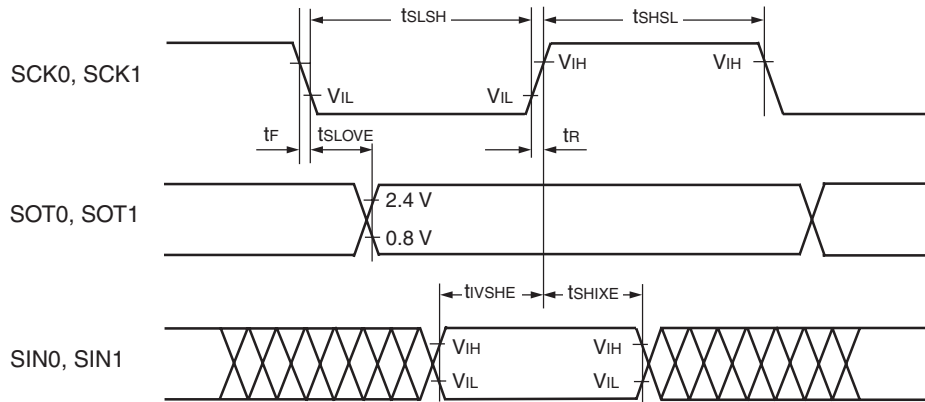 tSLSH tSHSL
SCK0, SCK1
VIH VIH
VIL VIL
tF tSLOVE tR
SOT0, SOT1
2.4 V
0.8 V
tIVSHE tSHIXE
SIN0, SIN1
VIH VIH
VIL VIL